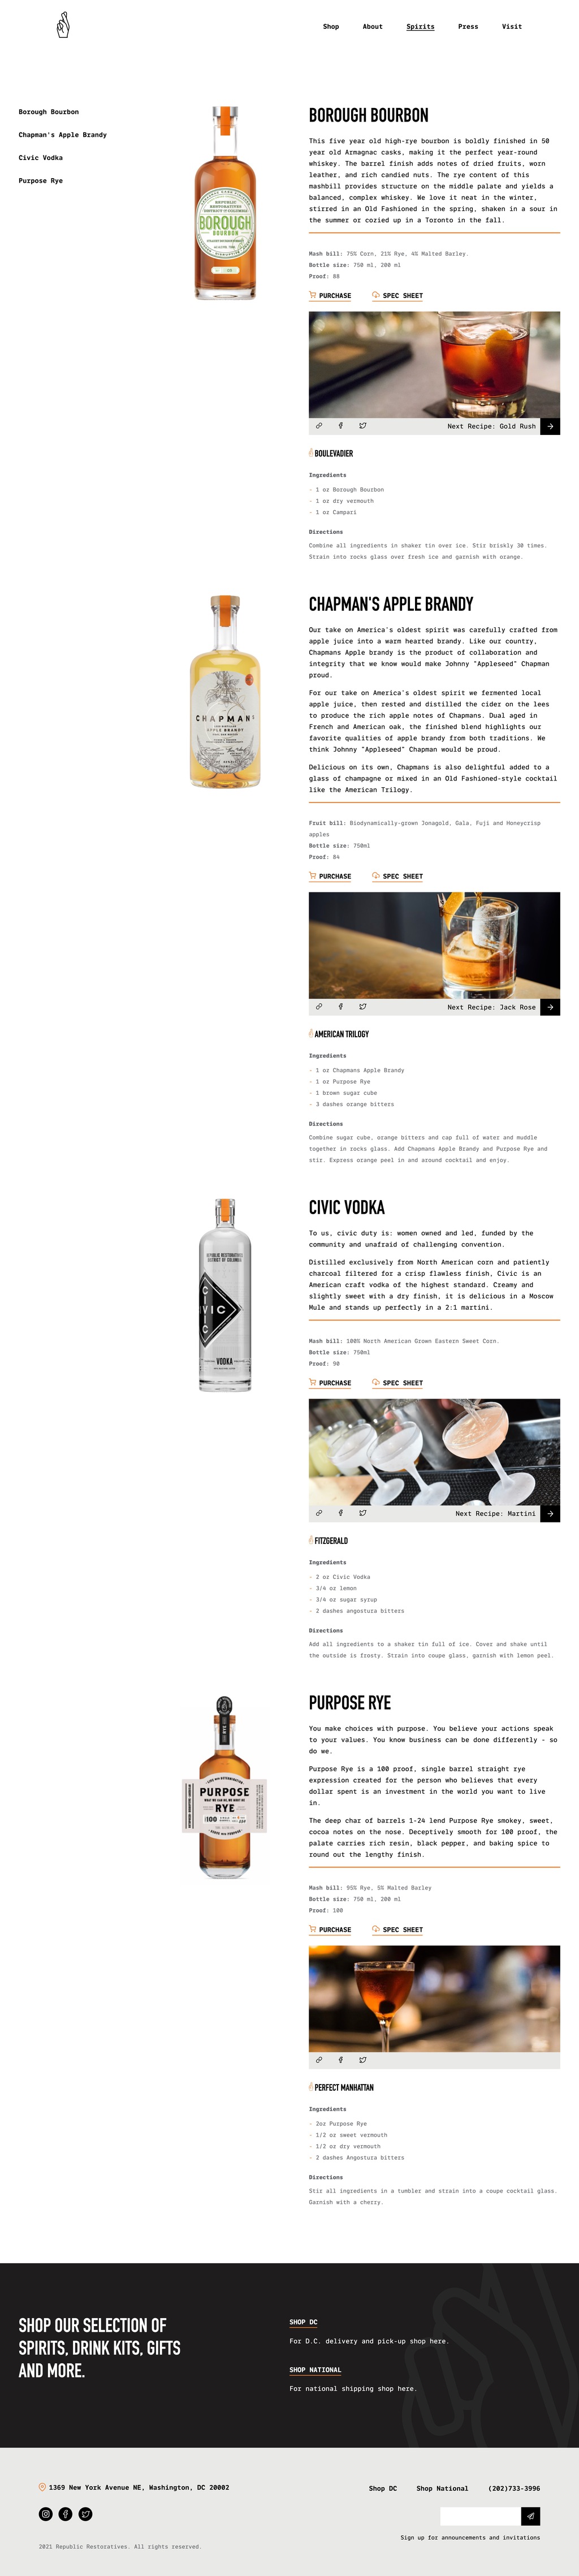 Shop About Spirits Press Visit
Borough Bourbon
Chapman's Apple Brandy
Civic Vodka
Purpose Rye
BOROUGH
BOURBON
BOROUGH BOURBON
This five year old high-rye bourbon is boldly finished in 50
year old Armagnac casks, making it the perfect year-round
whiskey. The barrel finish adds notes of dried fruits, worn
leather, and rich candied nuts. The rye content of this
mashbill provides structure on the middle palate and yields a
balanced, complex whiskey. We love it neat in the winter,
stirred in an Old Fashioned in the spring, shaken in a sour in
the summer or cozied up in a Toronto in the fall.
Mash bill: 75% Corn, 21% Rye, 4% Malted Barley.
Bottle size: 750 ml, 200 ml
Proof: 88
PURCHASE SPEC SHEET
Next Recipe: Gold Rush
BOULEVADIER
Ingredients
- 1 oz Borough Bourbon
- 1 oz dry vermouth
- 1 oz Campari
Directions
Combine all ingredients in shaker tin over ice. Stir briskly 30 times.
Strain into rocks glass over fresh ice and garnish with orange.
CHAPMANS
APPLE BRANDY
CHAPMAN'S APPLE BRANDY
Our take on America's oldest spirit was carefully crafted from
apple juice into a warm hearted brandy. Like our country,
Chapmans Apple brandy is the product of collaboration and
integrity that we know would make Johnny "Appleseed" Chapman
proud.
For our take on America's oldest spirit we fermented local
apple juice, then rested and distilled the cider on the lees
to produce the rich apple notes of Chapmans. Dual aged in
French and American oak, the finished blend highlights our
favorite qualities of apple brandy from both traditions. We
think Johnny "Appleseed" Chapman would be proud.
Delicious on its own, Chapmans is also delightful added to a
glass of champagne or mixed in an Old Fashioned-style cocktail
like the American Trilogy.
Fruit bill: Biodynamically-grown Jonagold, Gala, Fuji and Honeycrisp
apples
Bottle size: 750ml
Proof: 84
PURCHASE SPEC SHEET
Next Recipe: Jack Rose
AMERICAN TRILOGY
Ingredients
- 1 oz Chapmans Apple Brandy
- 1 oz Purpose Rye
- 1 brown sugar cube
- 3 dashes orange bitters
Directions
Combine sugar cube, orange bitters and cap full of water and muddle
together in rocks glass. Add Chapmans Apple Brandy and Purpose Rye and
stir. Express orange peel in and around cocktail and enjoy.
CIVIC
CIVIC
VODKA
CIVIC VODKA
To us, civic duty is: women owned and led, funded by the
community and unafraid of challenging convention.
Distilled exclusively from North American corn and patiently
charcoal filtered for a crisp flawless finish, Civic is an
American craft vodka of the highest standard. Creamy and
slightly sweet with a dry finish, it is delicious in a Moscow
Mule and stands up perfectly in a 2:1 martini.
Mash bill: 100% North American Grown Eastern Sweet Corn.
Bottle size: 750ml
Proof: 90
PURCHASE SPEC SHEET
Next Recipe: Martini
FITZGERALD
Ingredients
- 2 oz Civic Vodka
- 3/4 oz lemon
- 3/4 oz sugar syrup
- 2 dashes angostura bitters
Directions
Add all ingredients to a shaker tin full of ice. Cover and shake until
the outside is frosty. Strain into coupe glass, garnish with lemon peel.
PURPOSE
RYE
100
PURPOSE RYE
You make choices with purpose. You believe your actions speak
to your values. You know business can be done differently - so
do we.
Purpose Rye is a 100 proof, single barrel straight rye
expression created for the person who believes that every
dollar spent is an investment in the world you want to live
in.
The deep char of barrels 1-24 lend Purpose Rye smokey, sweet,
cocoa notes on the nose. Deceptively smooth for 100 proof, the
palate carries rich resin, black pepper, and baking spice to
round out the lengthy finish.
Mash bill: 95% Rye, 5% Malted Barley
Bottle size: 750 ml, 200 ml
Proof: 100
PURCHASE SPEC SHEET
PERFECT MANHATTAN
Ingredients
- 2oz Purpose Rye
- 1/2 oz sweet vermouth
- 1/2 oz dry vermouth
- 2 dashes Angostura bitters
Directions
Stir all ingredients in a tumbler and strain into a coupe cocktail glass.
Garnish with a cherry.
SHOP OUR SELECTION OF
SPIRITS, DRINK KITS, GIFTS
AND MORE.
SHOP DC
For D.C. delivery and pick-up shop here.
SHOP NATIONAL
For national shipping shop here.
1369 New York Avenue NE, Washington, DC 20002
Shop DC Shop National (202)733-3996
Sign up for announcements and invitations
2021 Republic Restoratives. All rights reserved.